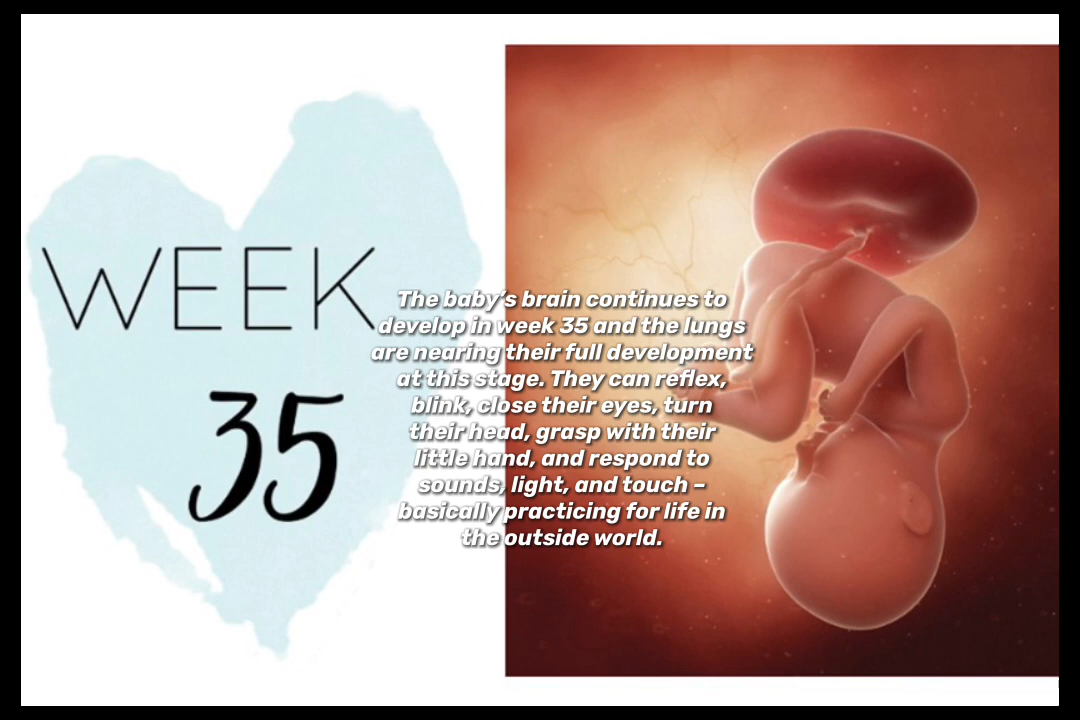 WEEK
35
The baby's brain continues to
develop in week 35 and the lungs
are nearing their full development
at this stage. They can reflex,
blink, close their eyes, turn
their head, grasp with their
little hand, and respond to
sounds, light, and touch –
basically practicing for life in
the outside world.